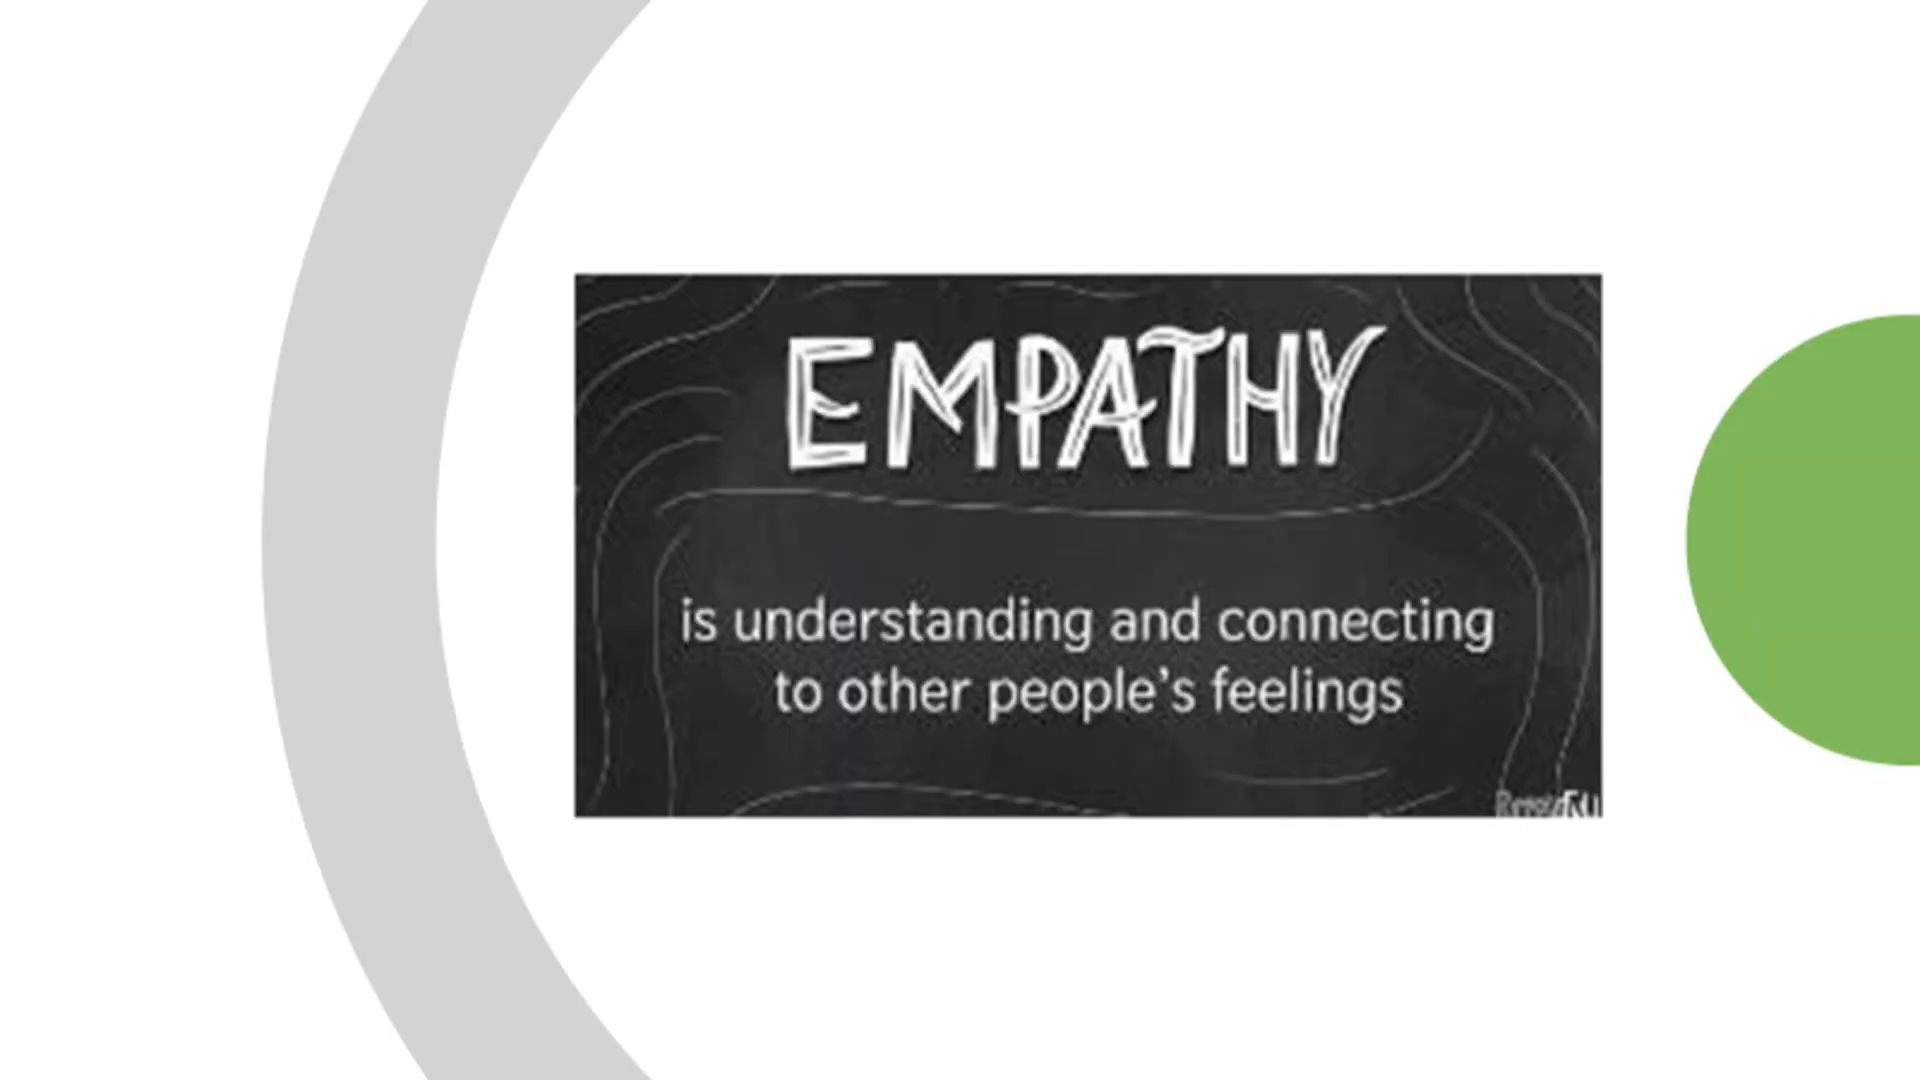 EMPATHY
is understanding and connecting
to other people's feelings